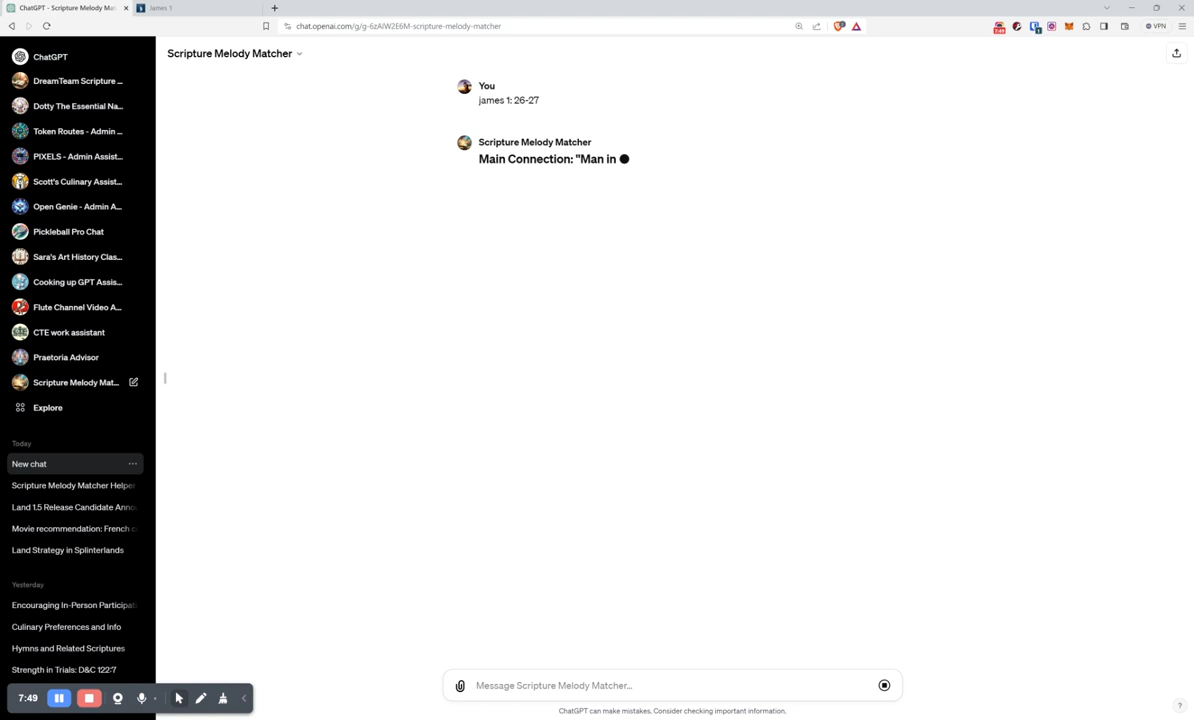 ChatGPT - Scripture Melody Mat
James 1
chat.openai.com/g/g-6zAlW2E6M-scripture-melody-matcher
7:49
VPN
ChatGPT
Scripture Melody Matcher
DreamTeam Scripture ...
Dotty The Essential Na...
Token Routes - Admin ...
PIXELS - Admin Assist...
Scott's Culinary Assist...
Open Genie - Admin A...
Pickleball Pro Chat
Sara's Art History Clas...
Cooking up GPT Assis...
Flute Channel Video A...
CTE work assistant
Praetoria Advisor
Scripture Melody Mat...
Explore
Today
New chat
Scripture Melody Matcher Helper
Land 1.5 Release Candidate Anno
Movie recommendation: French c
Land Strategy in Splinterlands
Yesterday
Encouraging In-Person Participat
Culinary Preferences and Info
Hymns and Related Scriptures
Strength in Trials: D&C 122:7
7:49
You
james 1: 26-27
Scripture Melody Matcher
Main Connection: "Man in
Message Scripture Melody Matcher...
ChatGPT can make mistakes. Consider checking important information.
?